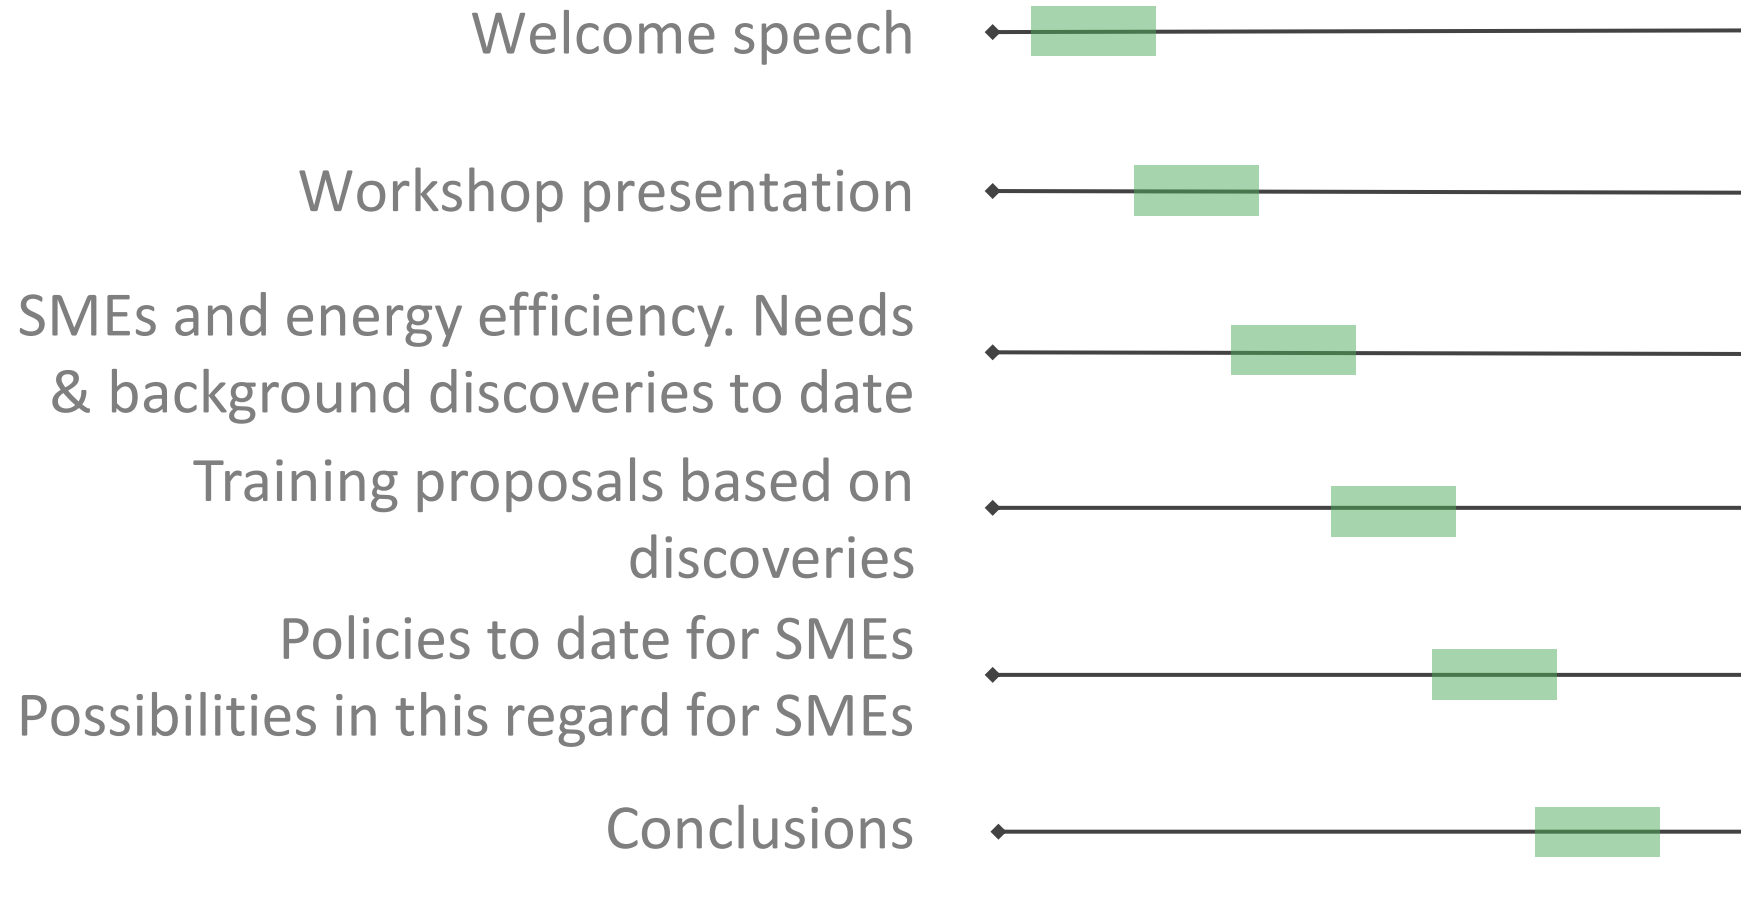 Welcome speech
Workshop presentation
SMEs and energy efficiency. Needs
& background discoveries to date
Training proposals based on
discoveries
Policies to date for SMEs
Possibilities in this regard for SMEs
Conclusions